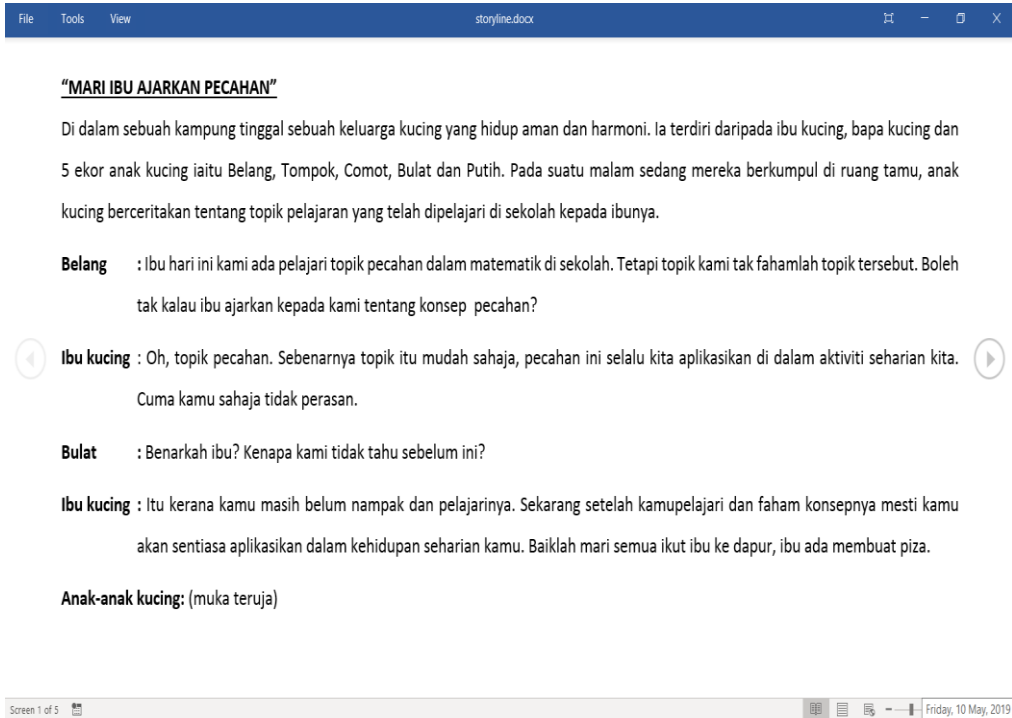 File Tools View storyline.docx
“MARI IBU AJARKAN PECAHAN”
Di dalam sebuah kampung tinggal sebuah keluarga kucing yang hidup aman dan harmoni. Ia terdiri daripada ibu kucing, bapa kucing dan
5 ekor anak kucing iaitu Belang, Tompok, Comot, Bulat dan Putih. Pada suatu malam sedang mereka berkumpul di ruang tamu, anak
kucing berceritakan tentang topik pelajaran yang telah dipelajari di sekolah kepada ibunya.
Belang : Ibu hari ini kami ada pelajari topik pecahan dalam matematik di sekolah. Tetapi topik kami tak fahamlah topik tersebut. Boleh
tak kalau ibu ajarkan kepada kami tentang konsep pecahan?
Ibu kucing : Oh, topik pecahan. Sebenarnya topik itu mudah sahaja, pecahan ini selalu kita aplikasikan di dalam aktiviti seharian kita.
Cuma kamu sahaja tidak perasan.
Bulat : Benarkah ibu? Kenapa kami tidak tahu sebelum ini?
Ibu kucing : Itu kerana kamu masih belum nampak dan pelajarinya. Sekarang setelah kamupelajari dan faham konsepnya mesti kamu
akan sentiasa aplikasikan dalam kehidupan seharian kamu. Baiklah mari semua ikut ibu ke dapur, ibu ada membuat piza.
Anak-anak kucing: (muka teruja)
Screen 1 of 5 Friday, 10 May, 2019